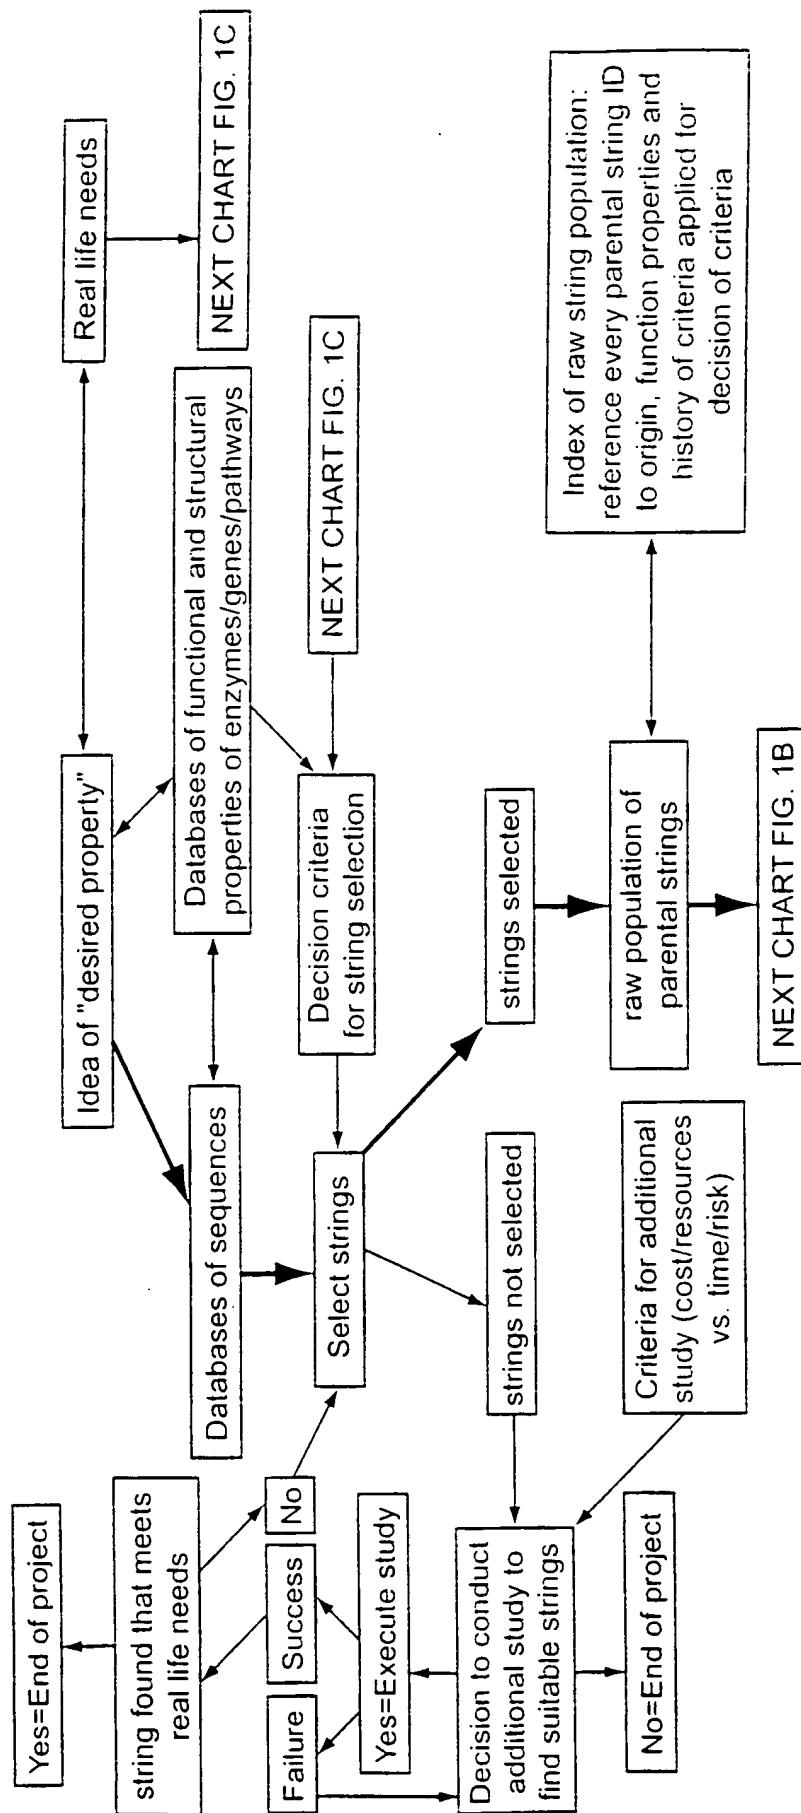 Yes=End of project
string found that meets
real life needs
No
Success
Failure
Yes=Execute study
Decision to conduct
additional study to
find suitable strings
No=End of project
Idea of "desired property"
Real life needs
NEXT CHART FIG. 1C
Databases of sequences
Databases of functional and structural
properties of enzymes/genes/pathways
Select strings
Decision criteria
for string selection
NEXT CHART FIG. 1C
strings not selected
strings selected
Criteria for additional
study (cost/resources
vs. time/risk)
raw population of
parental strings
NEXT CHART FIG. 1B
Index of raw string population:
reference every parental string ID
to origin, function properties and
history of criteria applied for
decision of criteria